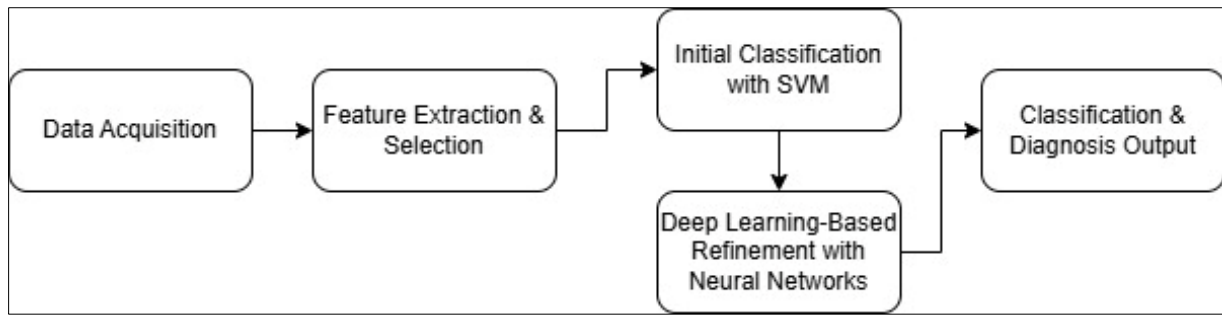 Data Acquisition
Feature Extraction &
Selection
Initial Classification
with SVM
Deep Learning-Based
Refinement with
Neural Networks
Classification &
Diagnosis Output